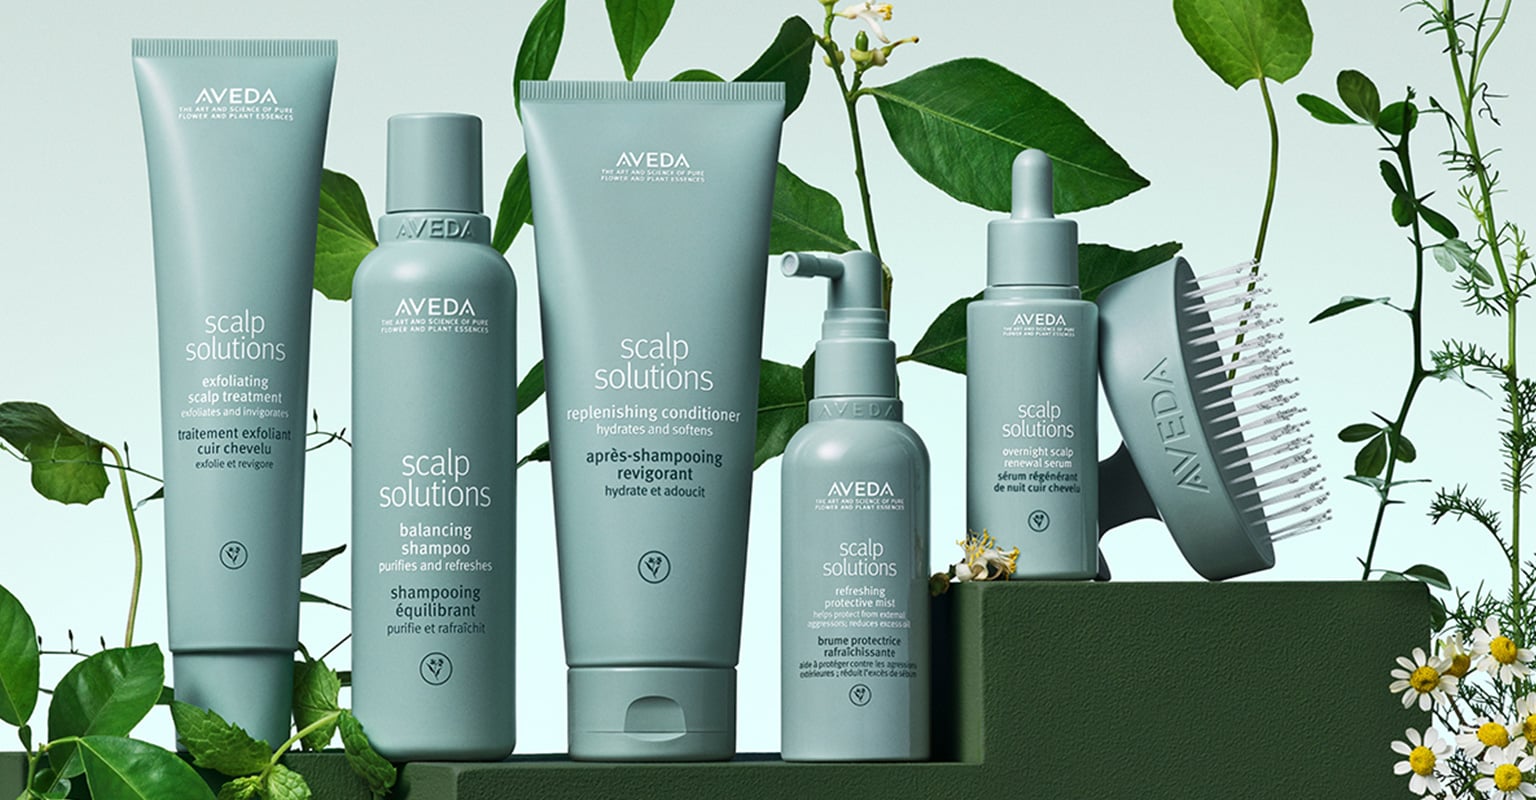 AVEDA
THE ART AND SCIENCE OF PURE
FLOWER AND PLANT ESSENCES
scalp
solutions
exfoliating
scalp treatment
exfoliates and invigorates
traitement exfoliant
cuir chevelu
exfolie et revigore
AVEDA
AVEDA
THE ART AND SCIENCE OF PURE
FLOWER AND PLANT ESSENCES
scalp
solutions
balancing
shampoo
purifies and refreshes
shampooing
équilibrant
purifie et rafraîchit
AVEDA
THE ART AND SCIENCE OF PURE
FLOWER AND PLANT ESSENCES
scalp
solutions
replenishing conditioner
hydrates and softens
après-shampooing
revigorant
hydrate et adoucit
AVEDA
AVEDA
THE ART AND SCIENCE OF PURE
FLOWER AND PLANT ESSENCES
scalp
solutions
refreshing
protective mist
helps protect from external
aggressors; reduces excess oil
brume protectrice
rafraîchissante
aide à protéger contre les agressions
extérieures ; réduit l'excès de sébum
AVEDA
THE ART AND SCIENCE OF PURE
FLOWER AND PLANT ESSENCES
scalp
solutions
overnight scalp
renewal serum
sérum régénérant
de nuit cuir chevelu
AVEDA